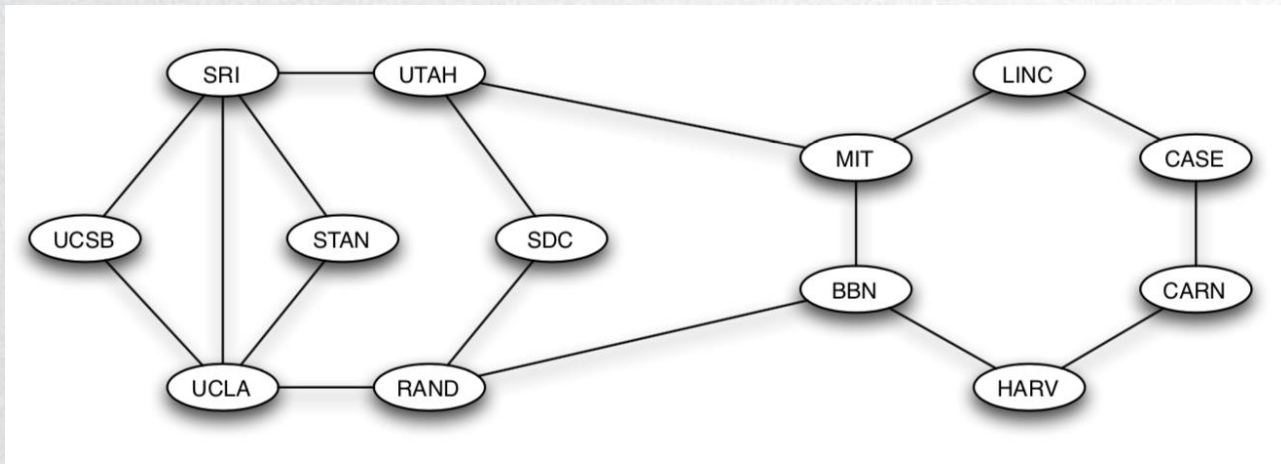 SRI UTAH LINC
MIT CASE
UCSB STAN SDC
BBN CARN
UCLA RAND HARV